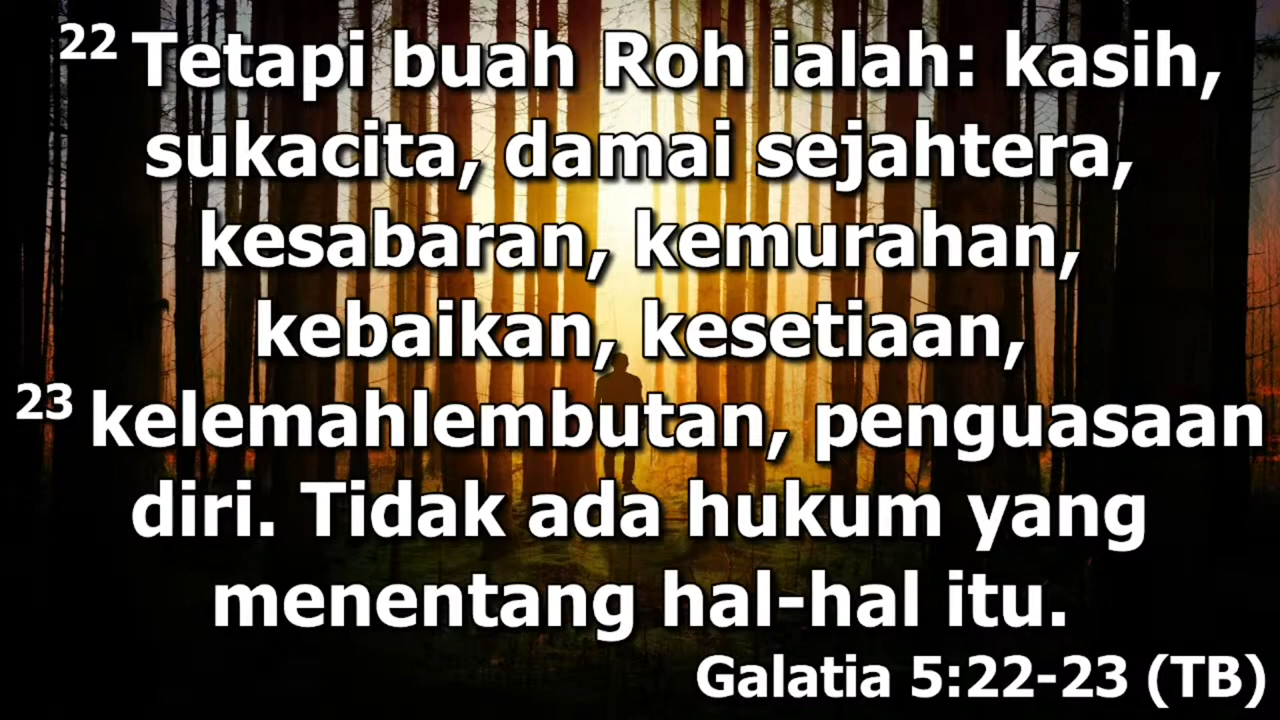 22 Tetapi buah Roh ialah: kasih,
sukacita, damai sejahtera,
kesabaran, kemurahan,
kebaikan, kesetiaan,
23 kelemahlembutan, penguasaan
diri. Tidak ada hukum yang
menentang hal-hal itu.
Galatia 5:22-23 (TB)